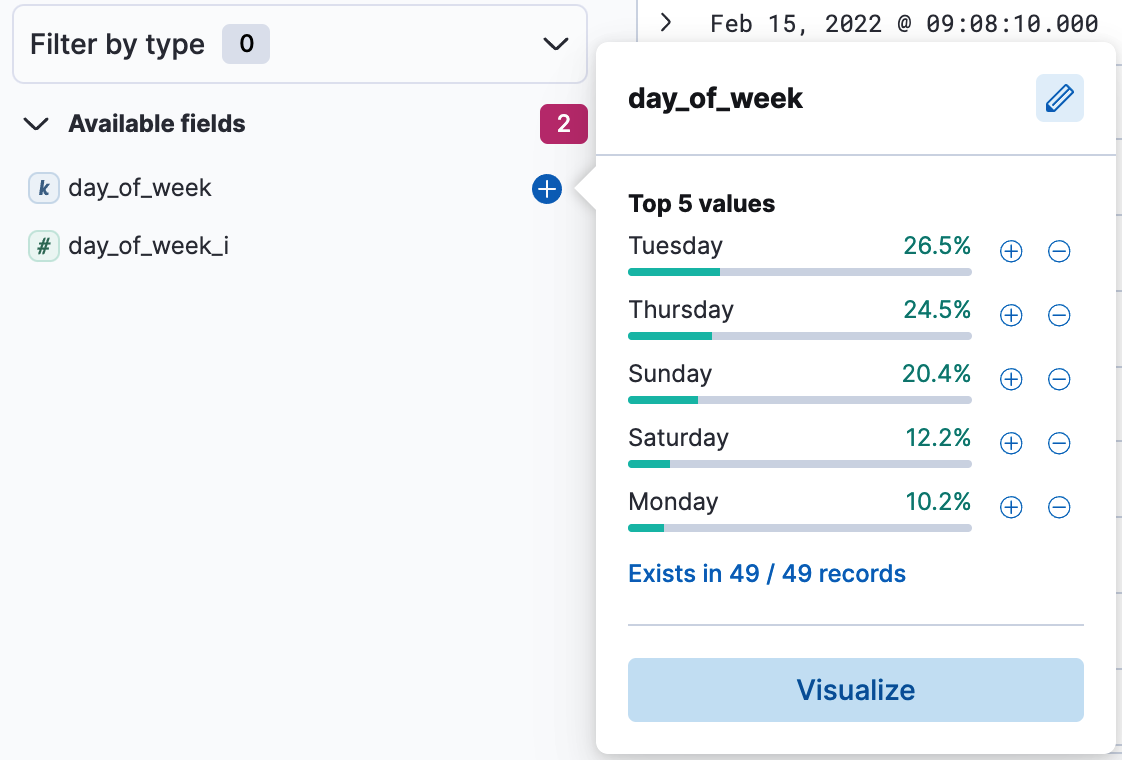 Filter by type 0
Feb 15, 2022 @ 09:08:10.000
Available fields 2
k day_of_week
# day_of_week_i
day_of_week
Top 5 values
Tuesday 26.5%
Thursday 24.5%
Sunday 20.4%
Saturday 12.2%
Monday 10.2%
Exists in 49 / 49 records
Visualize